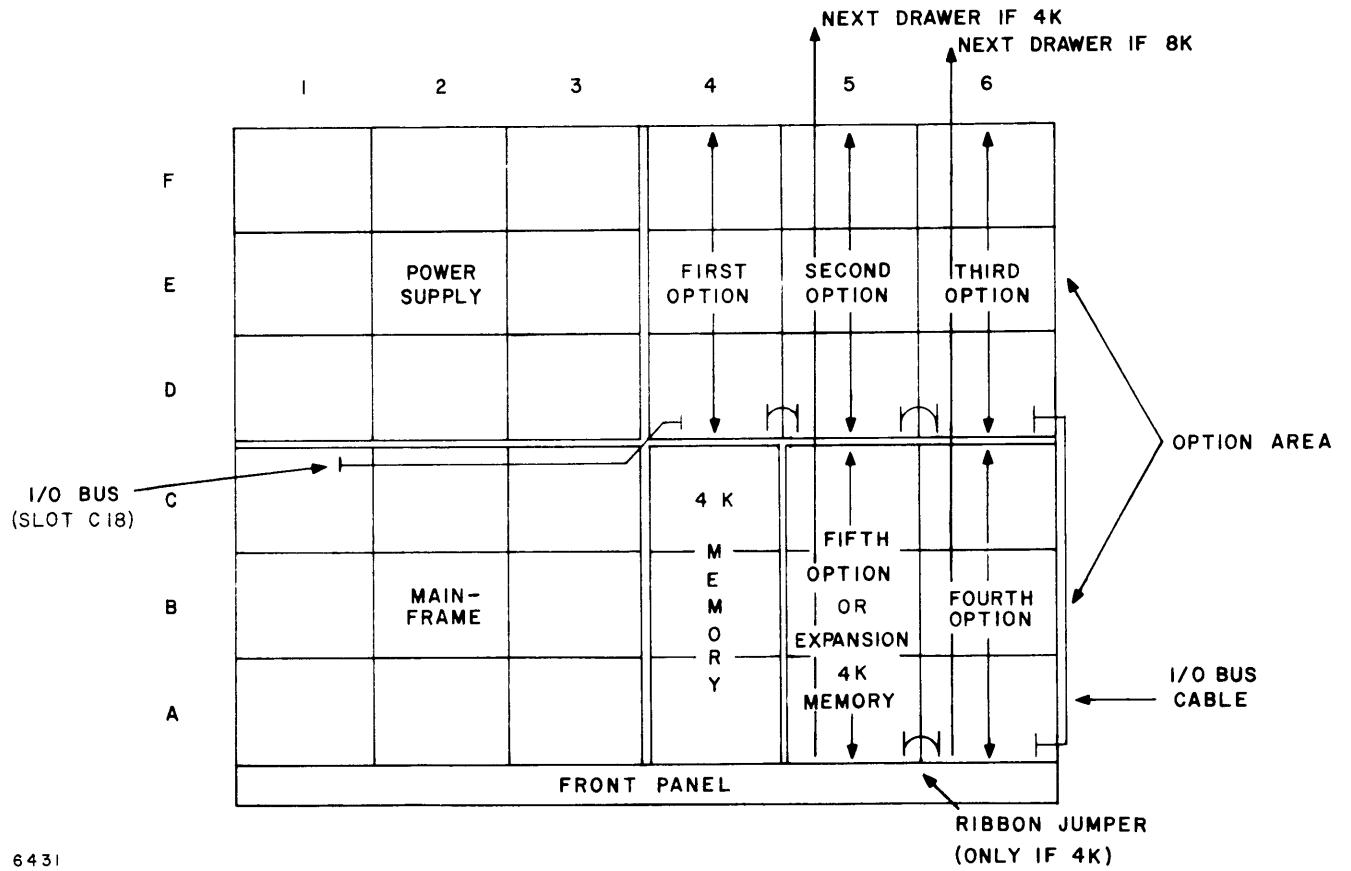 NEXT DRAWER IF 4K
NEXT DRAWER IF 8K
1 2 3 4 5 6
F
E
D
C
B
A
POWER
SUPPLY
FIRST
OPTION
SECOND
OPTION
THIRD
OPTION
OPTION AREA
I/O BUS
(SLOT C18)
4 K
MEMORY
MAIN-
FRAME
FIFTH
OPTION
OR
EXPANSION
4K
MEMORY
FOURTH
OPTION
I/O BUS
CABLE
FRONT PANEL
RIBBON JUMPER
(ONLY IF 4K)
6431